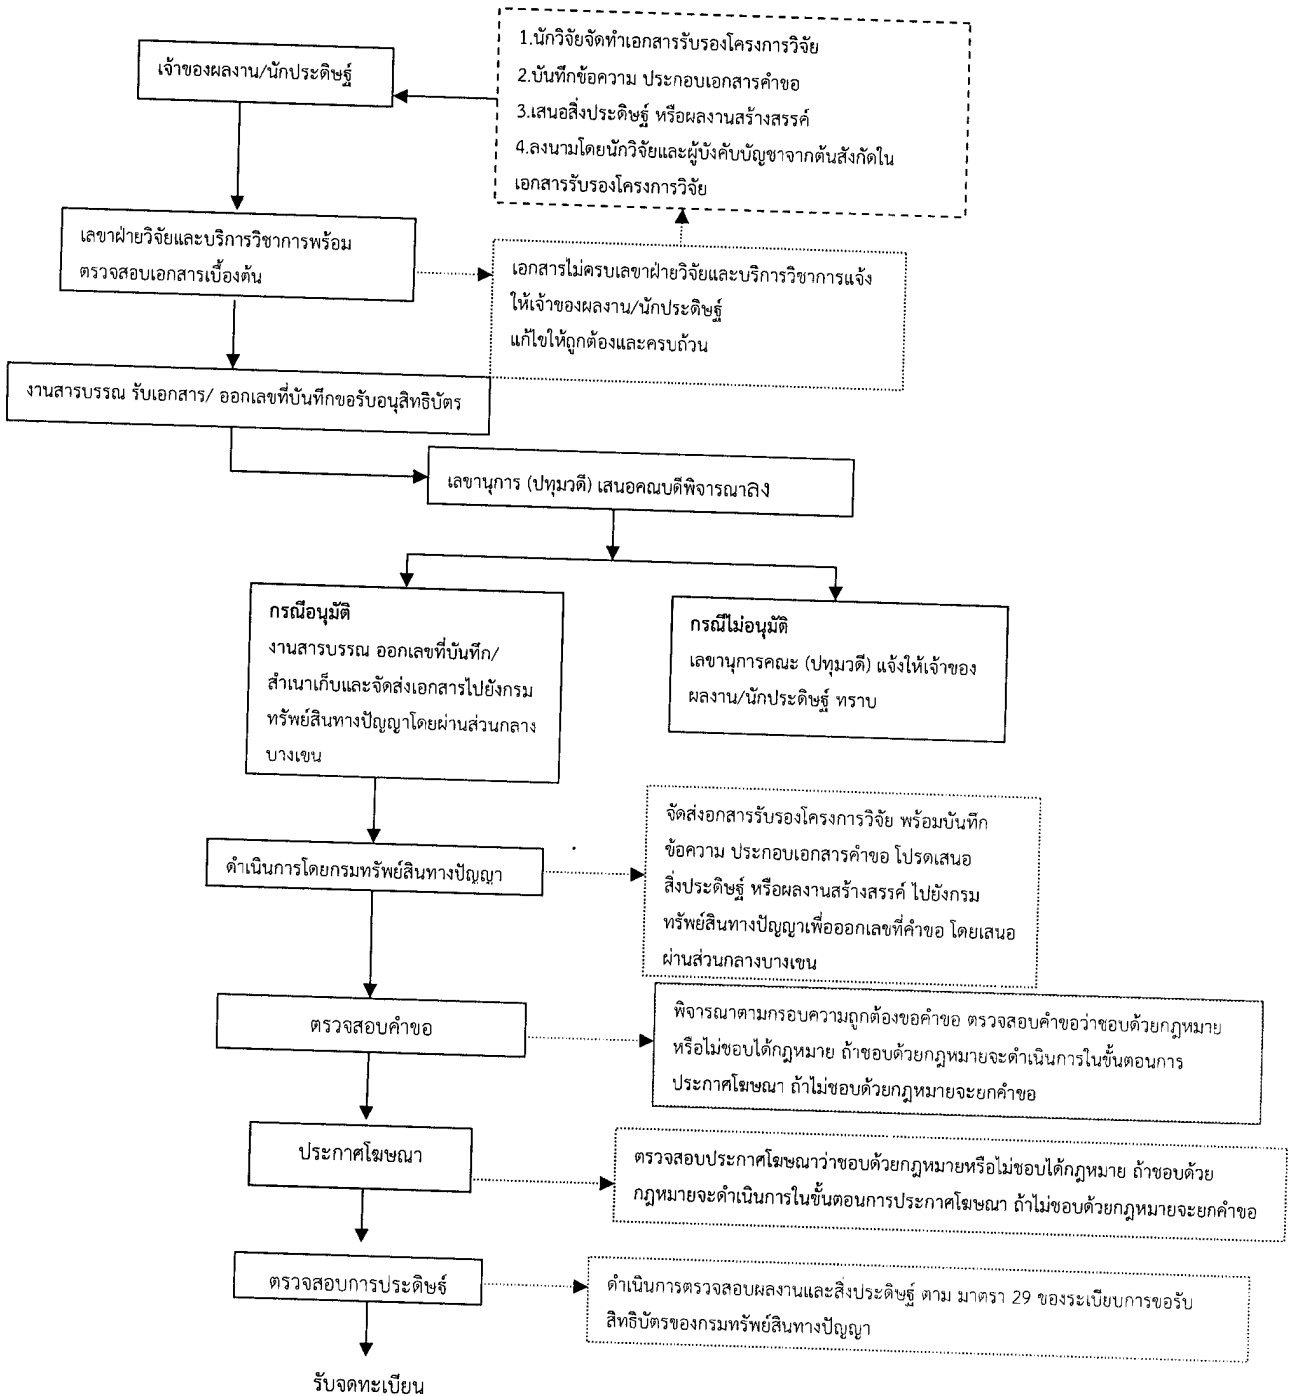 เจ้าของผลงาน/นักประดิษฐ์
1.นักวิจัยจัดทำเอกสารรับรองโครงการวิจัย
2.บันทึกข้อความ ประกอบเอกสารคำขอ
3.เสนอสิ่งประดิษฐ์ หรือผลงานสร้างสรรค์
4.ลงนามโดยนักวิจัยและผู้บังคับบัญชาจากต้นสังกัดใน
เอกสารรับรองโครงการวิจัย
เลขาฝ่ายวิจัยและบริการวิชาการพร้อม
ตรวจสอบเอกสารเบื้องต้น
เอกสารไม่ครบเลขาฝ่ายวิจัยและบริการวิชาการแจ้ง
ให้เจ้าของผลงาน/นักประดิษฐ์
แก้ไขให้ถูกต้องและครบถ้วน
งานสารบรรณ รับเอกสาร/ ออกเลขที่บันทึกขอรับอนุสิทธิบัตร
เลขานุการ (ปทุมวดี) เสนอคณบดีพิจารณาลง
กรณีอนุมัติ
งานสารบรรณ ออกเลขที่บันทึก/
สำเนาเก็บและจัดส่งเอกสารไปยังกรม
ทรัพย์สินทางปัญญาโดยผ่านส่วนกลาง
บางเขน
กรณีไม่อนุมัติ
เลขานุการคณะ (ปทุมวดี) แจ้งให้เจ้าของ
ผลงาน/นักประดิษฐ์ ทราบ
ดำเนินการโดยกรมทรัพย์สินทางปัญญา
จัดส่งอกสารรับรองโครงการวิจัย พร้อมบันทึก
ข้อความ ประกอบเอกสารคำขอ โปรดเสนอ
สิ่งประดิษฐ์ หรือผลงานสร้างสรรค์ ไปยังกรม
ทรัพย์สินทางปัญญาเพื่อออกเลขที่คำขอ โดยเสนอ
ผ่านส่วนกลางบางเขน
ตรวจสอบคำขอ
พิจารณาตามกรอบความถูกต้องขอคำขอ ตรวจสอบคำขอว่าชอบด้วยกฎหมาย
หรือไม่ชอบได้กฎหมาย ถ้าชอบด้วยกฎหมายจะดำเนินการในขั้นตอนการ
ประกาศโฆษณา ถ้าไม่ชอบด้วยกฎหมายจะยกคำขอ
ประกาศโฆษณา
ตรวจสอบประกาศโฆษณาว่าชอบด้วยกฎหมายหรือไม่ชอบได้กฎหมาย ถ้าชอบด้วย
กฎหมายจะดำเนินการในขั้นตอนการประกาศโฆษณา ถ้าไม่ชอบด้วยกฎหมายจะยกคำขอ
ตรวจสอบการประดิษฐ์
ดำเนินการตรวจสอบผลงานและสิ่งประดิษฐ์ ตาม มาตรา 29 ของระเบียบการขอรับ
สิทธิบัตรของกรมทรัพย์สินทางปัญญา
รับจดทะเบียน